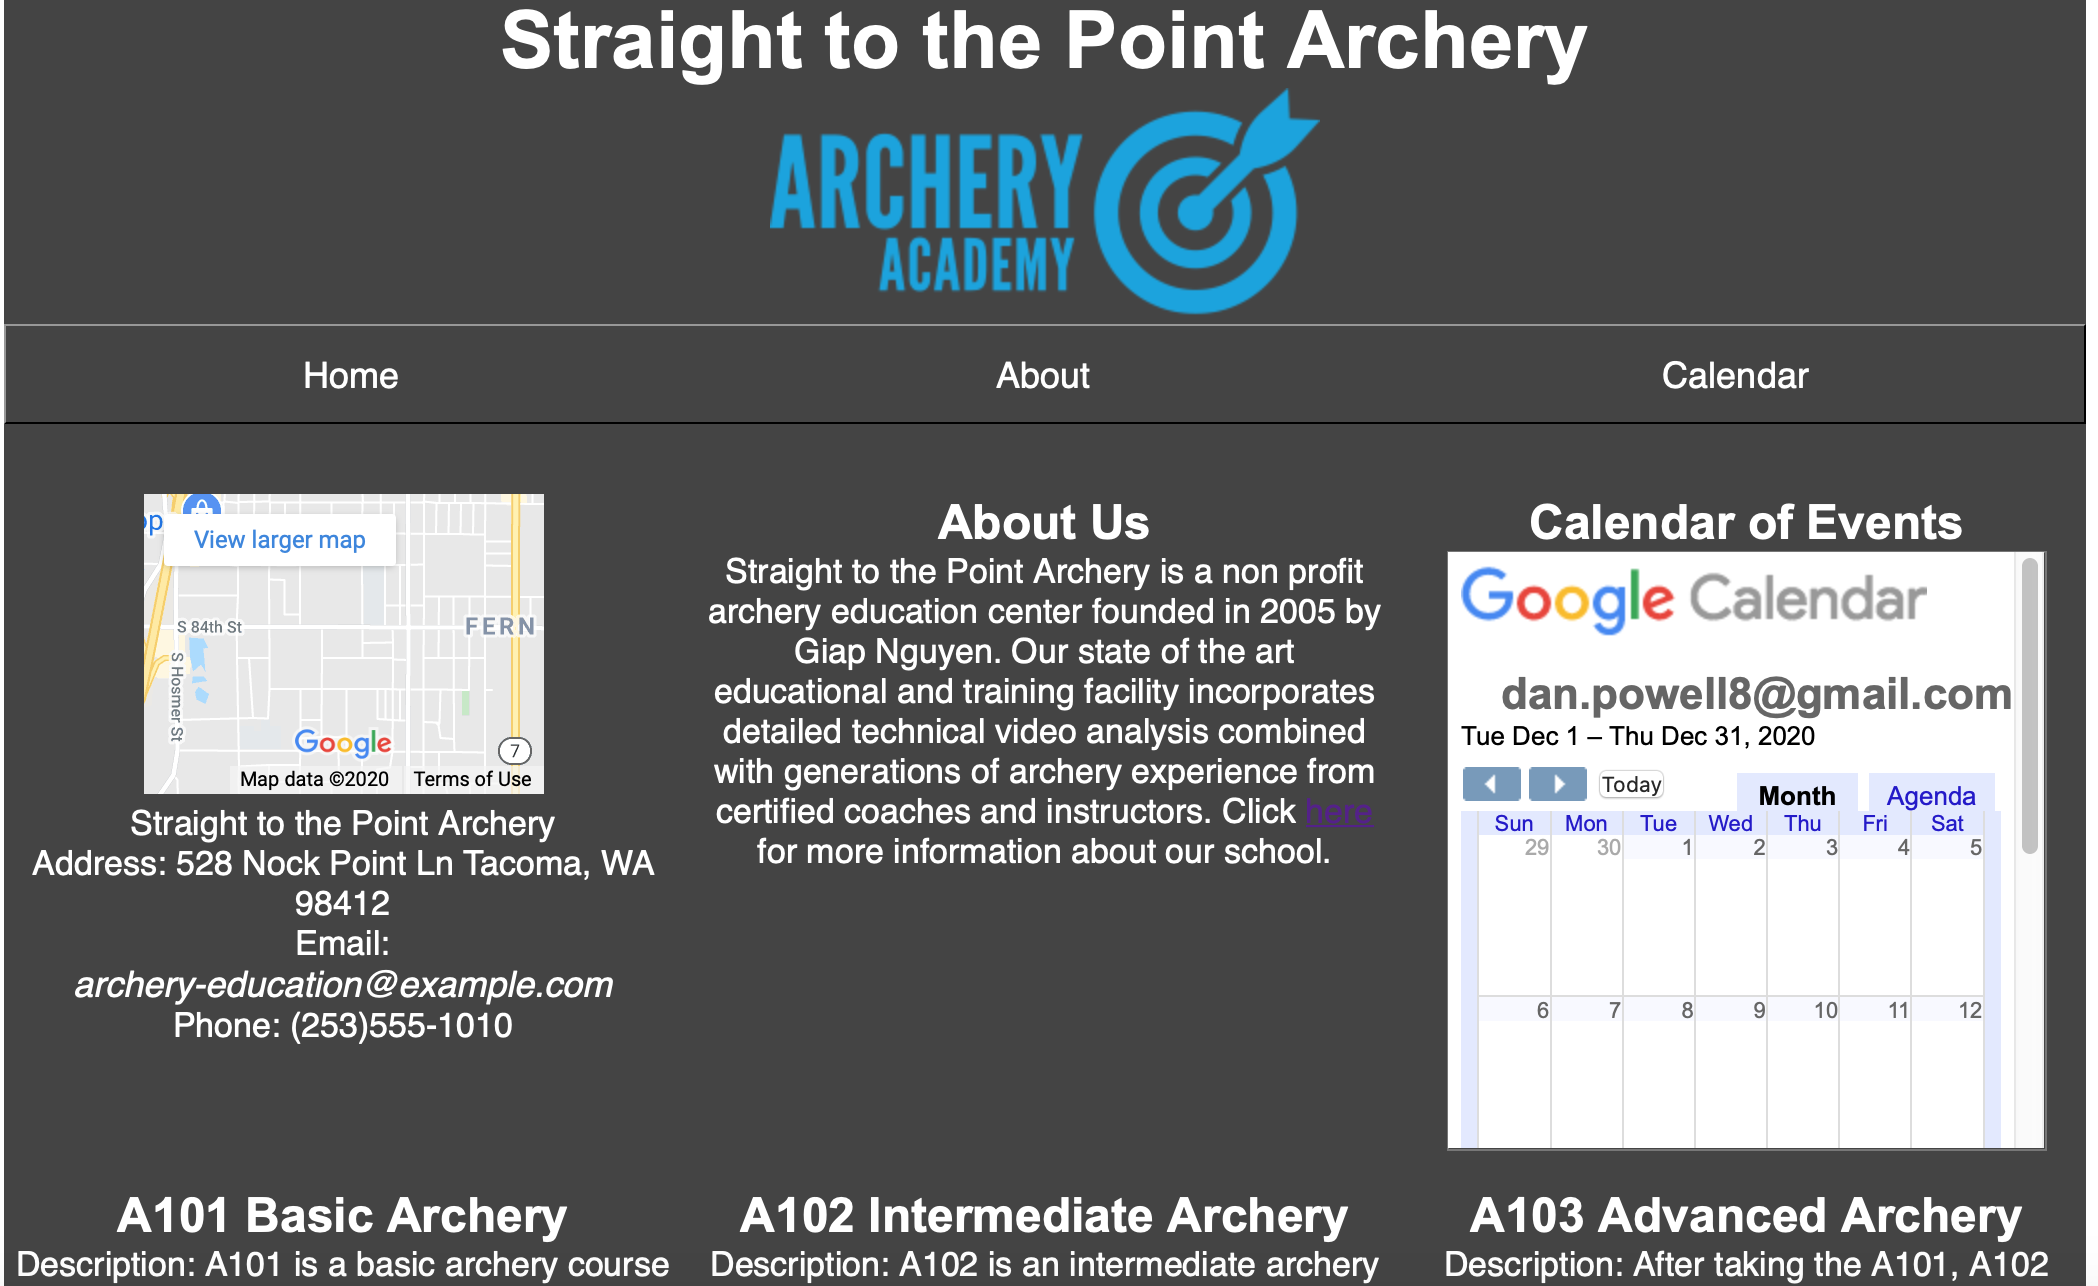 Straight to the Point Archery
ARCHERY
ACADEMY
Home
About
Calendar
View larger map
S 84th St
FERN
S Hosmer St
Google
7
Map data ©2020
Terms of Use
Straight to the Point Archery
Address: 528 Nock Point Ln Tacoma, WA
98412
Email:
archery-education@example.com
Phone: (253)555-1010
About Us
Straight to the Point Archery is a non profit
archery education center founded in 2005 by
Giap Nguyen. Our state of the art
educational and training facility incorporates
detailed technical video analysis combined
with generations of archery experience from
certified coaches and instructors. Click here
for more information about our school.
Calendar of Events
Google Calendar
dan.powell8@gmail.com
Tue Dec 1 – Thu Dec 31, 2020
Today
Month
Agenda
Sun Mon Tue Wed Thu Fri Sat
29 30 1 2 3 4 5
6 7 8 9 10 11 12
A101 Basic Archery
Description: A101 is a basic archery course
A102 Intermediate Archery
Description: A102 is an intermediate archery
A103 Advanced Archery
Description: After taking the A101, A102